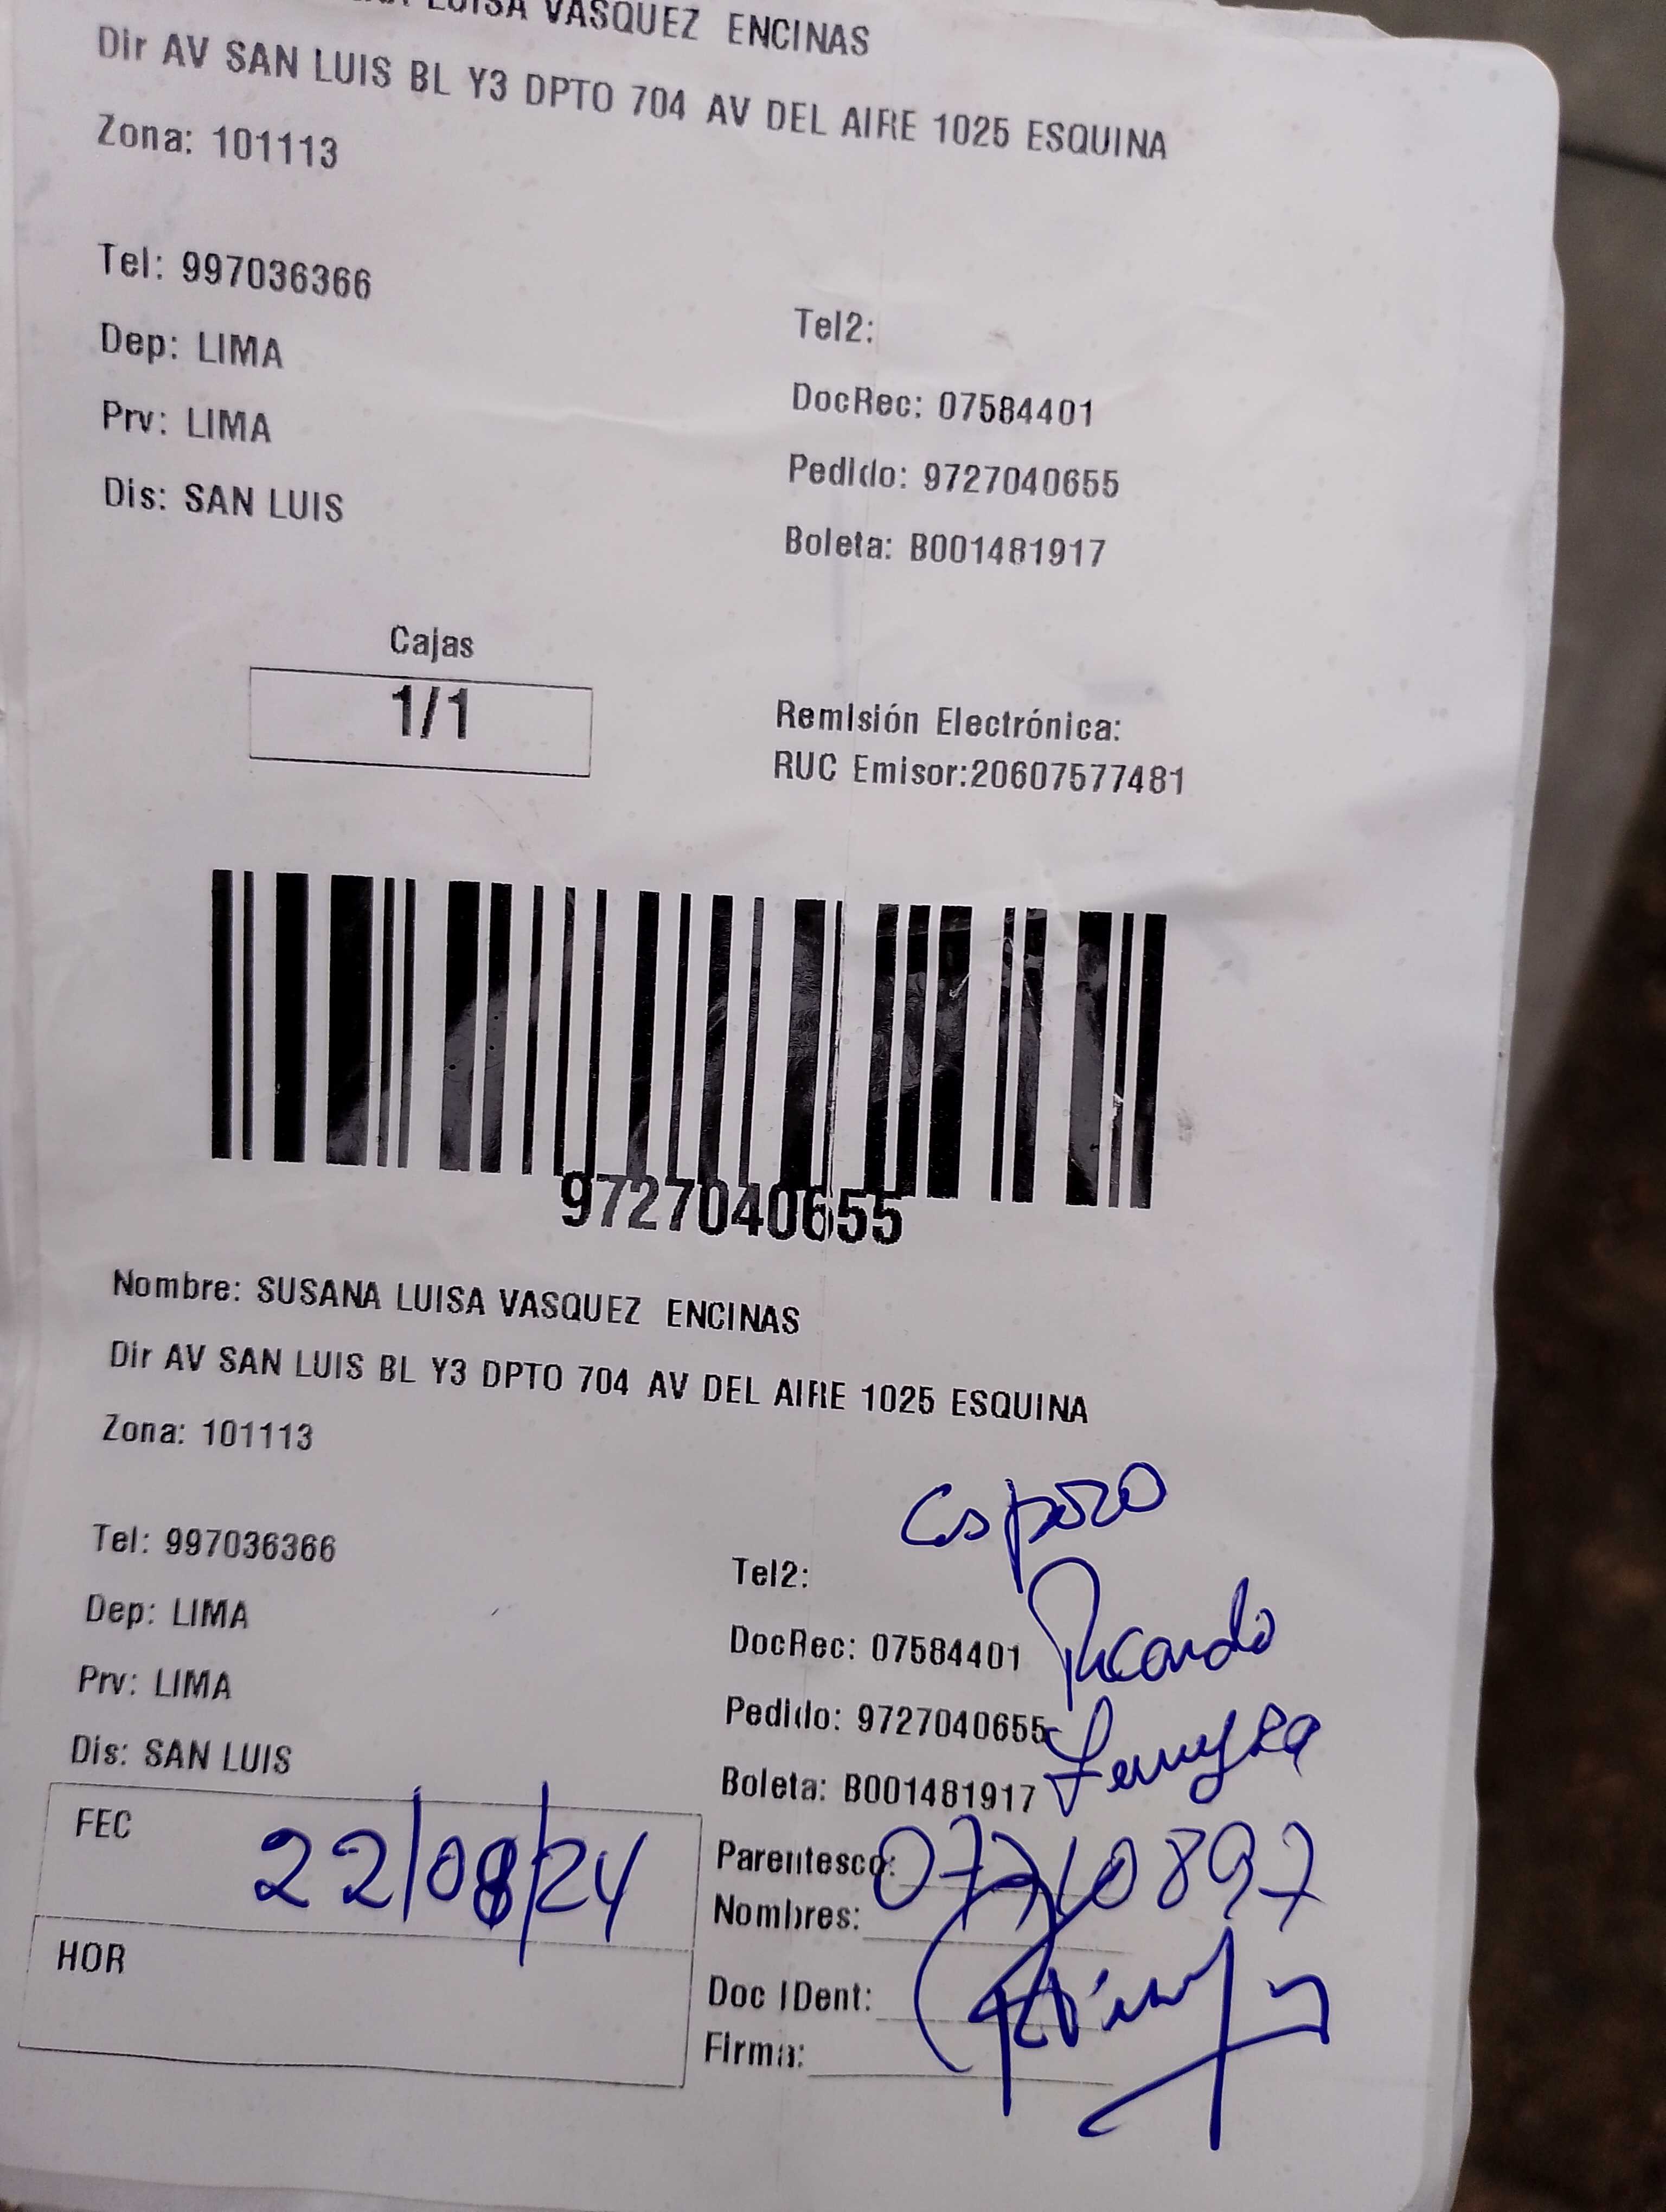 LUISA VASQUEZ ENCINAS
Dir AV SAN LUIS BL Y3 DPTO 704 AV DEL AIRE 1025 ESQUINA
Zona: 101113
Tel: 997036366
Tel2:
Dep: LIMA
DocRec: 07584401
Prv: LIMA
Pedido: 9727040655
Dis: SAN LUIS
Boleta: B001481917
Cajas
1/1
Remisión Electrónica:
RUC Emisor:20607577481
9727040655
Nombre: SUSANA LUISA VASQUEZ ENCINAS
Dir AV SAN LUIS BL Y3 DPTO 704 AV DEL AIRE 1025 ESQUINA
Zona: 101113
Esposo
Tel: 997036366
Tel2:
Ricardo
Dep: LIMA
DocRec: 07584401
Prv: LIMA
Pedido: 9727040655
Dis: SAN LUIS
Boleta: B001481917
FEC 22/08/24
Parentesco:
Nombres:
HOR
Doc IDent:
Firma: